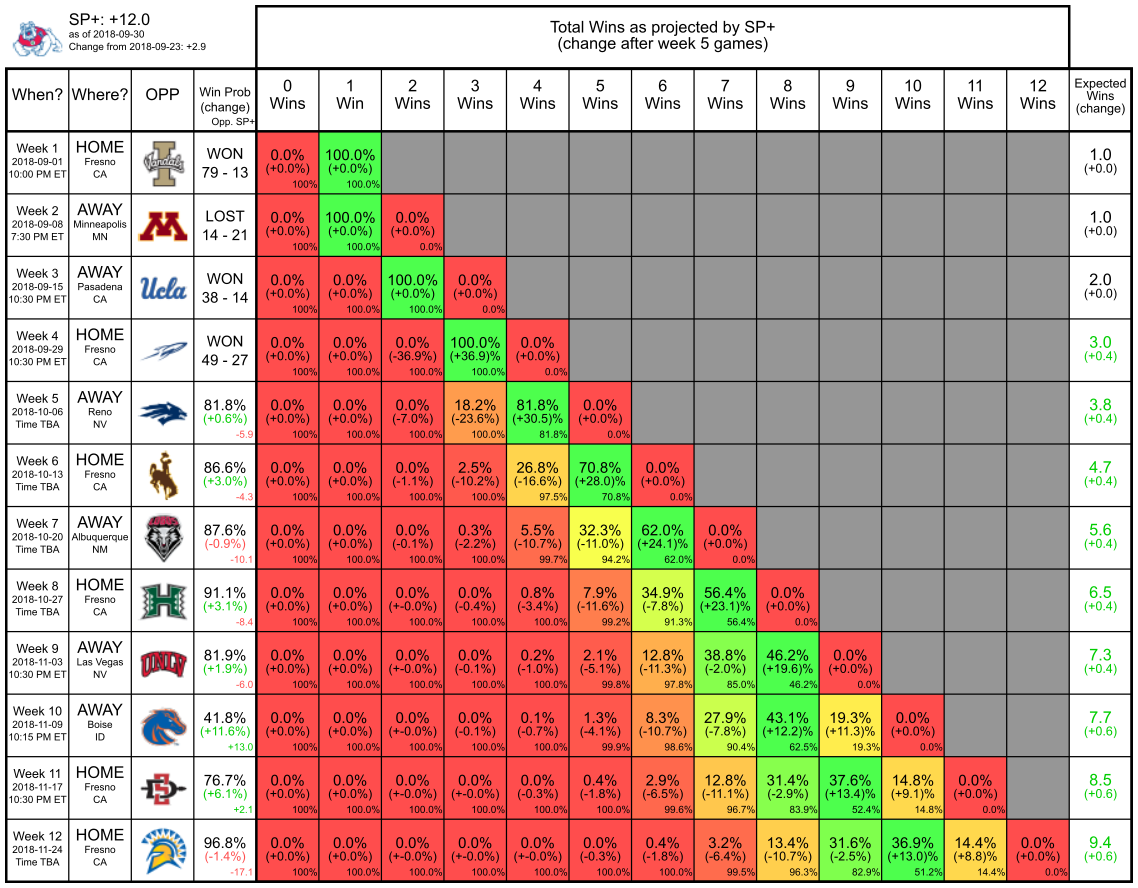 SP+: +12.0
as of 2018-09-30
Change from 2018-09-23: +2.9
Total Wins as projected by SP+
(change after week 5 games)
When? Where? OPP Win Prob (change) Opp. SP+ 0 Wins 1 Win 2 Wins 3 Wins 4 Wins 5 Wins 6 Wins 7 Wins 8 Wins 9 Wins 10 Wins 11 Wins 12 Wins Expected Wins (change)
Week 1 HOME Vandals WON 0.0% 100.0% 1.0
2018-09-01 Fresno 79 - 13 (+0.0%) (+0.0%) (+0.0)
10:00 PM ET CA 100% 100.0%
Week 2 AWAY M LOST 0.0% 100.0% 0.0% 1.0
2018-09-08 Minneapolis 14 - 21 (+0.0%) (+0.0%) (+0.0%) (+0.0)
7:30 PM ET MN 100% 100.0% 0.0%
Week 3 AWAY Ucla WON 0.0% 0.0% 100.0% 0.0% 2.0
2018-09-15 Pasadena 38 - 14 (+0.0%) (+0.0%) (+0.0%) (+0.0%) (+0.0)
10:30 PM ET CA 100% 100.0% 100.0% 0.0%
Week 4 HOME WON 0.0% 0.0% 0.0% 100.0% 0.0% 3.0
2018-09-29 Fresno 49 - 27 (+0.0%) (+0.0%) (-36.9%) (+36.9)% (+0.0%) (+0.4)
10:30 PM ET CA 100% 100.0% 100.0% 100.0% 0.0%
Week 5 AWAY 81.8% 0.0% 0.0% 0.0% 18.2% 81.8% 0.0% 3.8
2018-10-06 Reno (+0.6%) (+0.0%) (+0.0%) (-7.0%) (-23.6%) (+30.5)% (+0.0%) (+0.4)
Time TBA NV -5.9 100% 100.0% 100.0% 100.0% 81.8% 0.0%
Week 6 HOME 86.6% 0.0% 0.0% 0.0% 2.5% 26.8% 70.8% 0.0% 4.7
2018-10-13 Fresno (+3.0%) (+0.0%) (+0.0%) (-1.1%) (-10.2%) (-16.6%) (+28.0)% (+0.0%) (+0.4)
Time TBA CA -4.3 100% 100.0% 100.0% 100.0% 97.5% 70.8% 0.0%
Week 7 AWAY LOBOS 87.6% 0.0% 0.0% 0.0% 0.3% 5.5% 32.3% 62.0% 0.0% 5.6
2018-10-20 Albuquerque (-0.9%) (+0.0%) (+0.0%) (-0.1%) (-2.2%) (-10.7%) (-11.0%) (+24.1)% (+0.0%) (+0.4)
Time TBA NM -10.1 100% 100.0% 100.0% 100.0% 99.7% 94.2% 62.0% 0.0%
Week 8 HOME H 91.1% 0.0% 0.0% 0.0% 0.0% 0.8% 7.9% 34.9% 56.4% 0.0% 6.5
2018-10-27 Fresno (+3.1%) (+0.0%) (+0.0%) (+-0.0%) (-0.4%) (-3.4%) (-11.6%) (-7.8%) (+23.1)% (+0.0%) (+0.4)
Time TBA CA -8.4 100% 100.0% 100.0% 100.0% 100.0% 99.2% 91.3% 56.4% 0.0%
Week 9 AWAY UNLV 81.9% 0.0% 0.0% 0.0% 0.0% 0.2% 2.1% 12.8% 38.8% 46.2% 0.0% 7.3
2018-11-03 Las Vegas (+1.9%) (+0.0%) (+0.0%) (+-0.0%) (-0.1%) (-1.0%) (-5.1%) (-11.3%) (-2.0%) (+19.6)% (+0.0%) (+0.4)
10:30 PM ET NV -6.0 100% 100.0% 100.0% 100.0% 100.0% 99.8% 97.8% 85.0% 46.2% 0.0%
Week 10 AWAY 41.8% 0.0% 0.0% 0.0% 0.0% 0.1% 1.3% 8.3% 27.9% 43.1% 19.3% 0.0% 7.7
2018-11-09 Boise (+11.6%) (+0.0%) (+0.0%) (+-0.0%) (-0.1%) (-0.7%) (-4.1%) (-10.7%) (-7.8%) (+12.2)% (+11.3)% (+0.0%) (+0.6)
10:15 PM ET ID +13.0 100% 100.0% 100.0% 100.0% 100.0% 99.9% 98.6% 90.4% 62.5% 19.3% 0.0%
Week 11 HOME SD 76.7% 0.0% 0.0% 0.0% 0.0% 0.0% 0.4% 2.9% 12.8% 31.4% 37.6% 14.8% 0.0% 8.5
2018-11-17 Fresno (+6.1%) (+0.0%) (+0.0%) (+-0.0%) (+-0.0%) (-0.3%) (-1.8%) (-6.5%) (-11.1%) (-2.9%) (+13.4)% (+9.1)% (+0.0%) (+0.6)
10:30 PM ET CA +2.1 100% 100.0% 100.0% 100.0% 100.0% 100.0% 99.6% 96.7% 83.9% 52.4% 14.8% 0.0%
Week 12 HOME 96.8% 0.0% 0.0% 0.0% 0.0% 0.0% 0.0% 0.4% 3.2% 13.4% 31.6% 36.9% 14.4% 0.0% 9.4
2018-11-24 Fresno (-1.4%) (+0.0%) (+0.0%) (+-0.0%) (+-0.0%) (+-0.0%) (-0.3%) (-1.8%) (-6.4%) (-10.7%) (-2.5%) (+13.0)% (+8.8)% (+0.0%) (+0.6)
Time TBA CA -17.1 100% 100.0% 100.0% 100.0% 100.0% 100.0% 100.0% 99.5% 96.3% 82.9% 51.2% 14.4% 0.0%